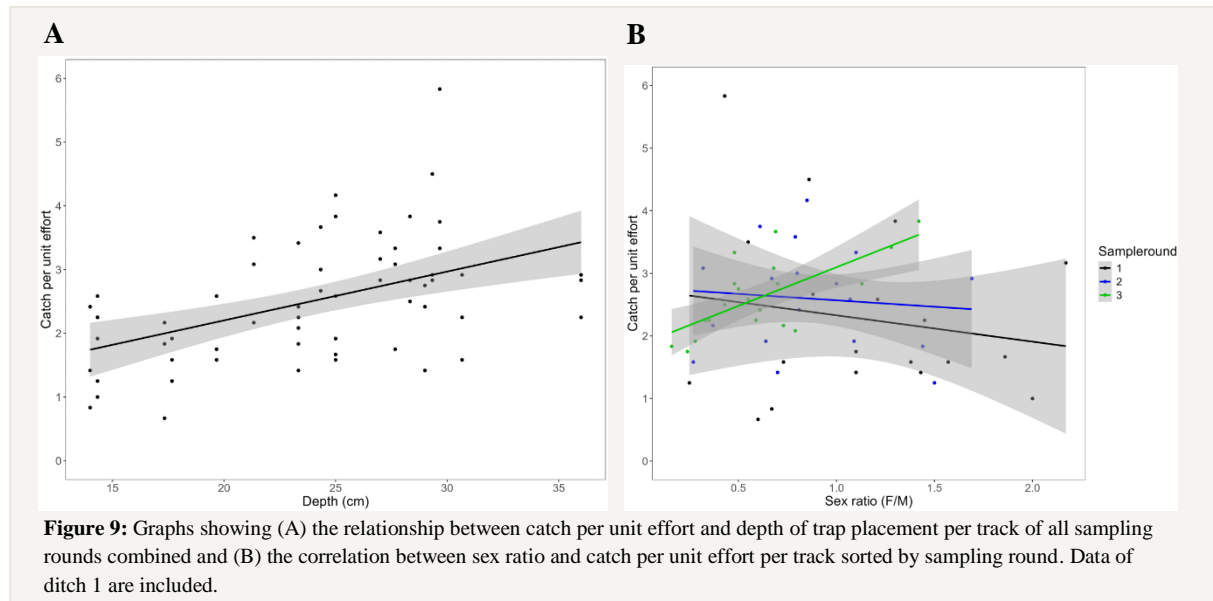 A
B
6
5
4
3
2
1
0
Catch per unit effort
15 20 25 30 35
Depth (cm)
6
5
4
3
2
1
0
Catch per unit effort
0.5 1.0 1.5 2.0
Sex ratio (F/M)
Sampleround
1
2
3
Figure 9: Graphs showing (A) the relationship between catch per unit effort and depth of trap placement per track of all sampling
rounds combined and (B) the correlation between sex ratio and catch per unit effort per track sorted by sampling round. Data of
ditch 1 are included.